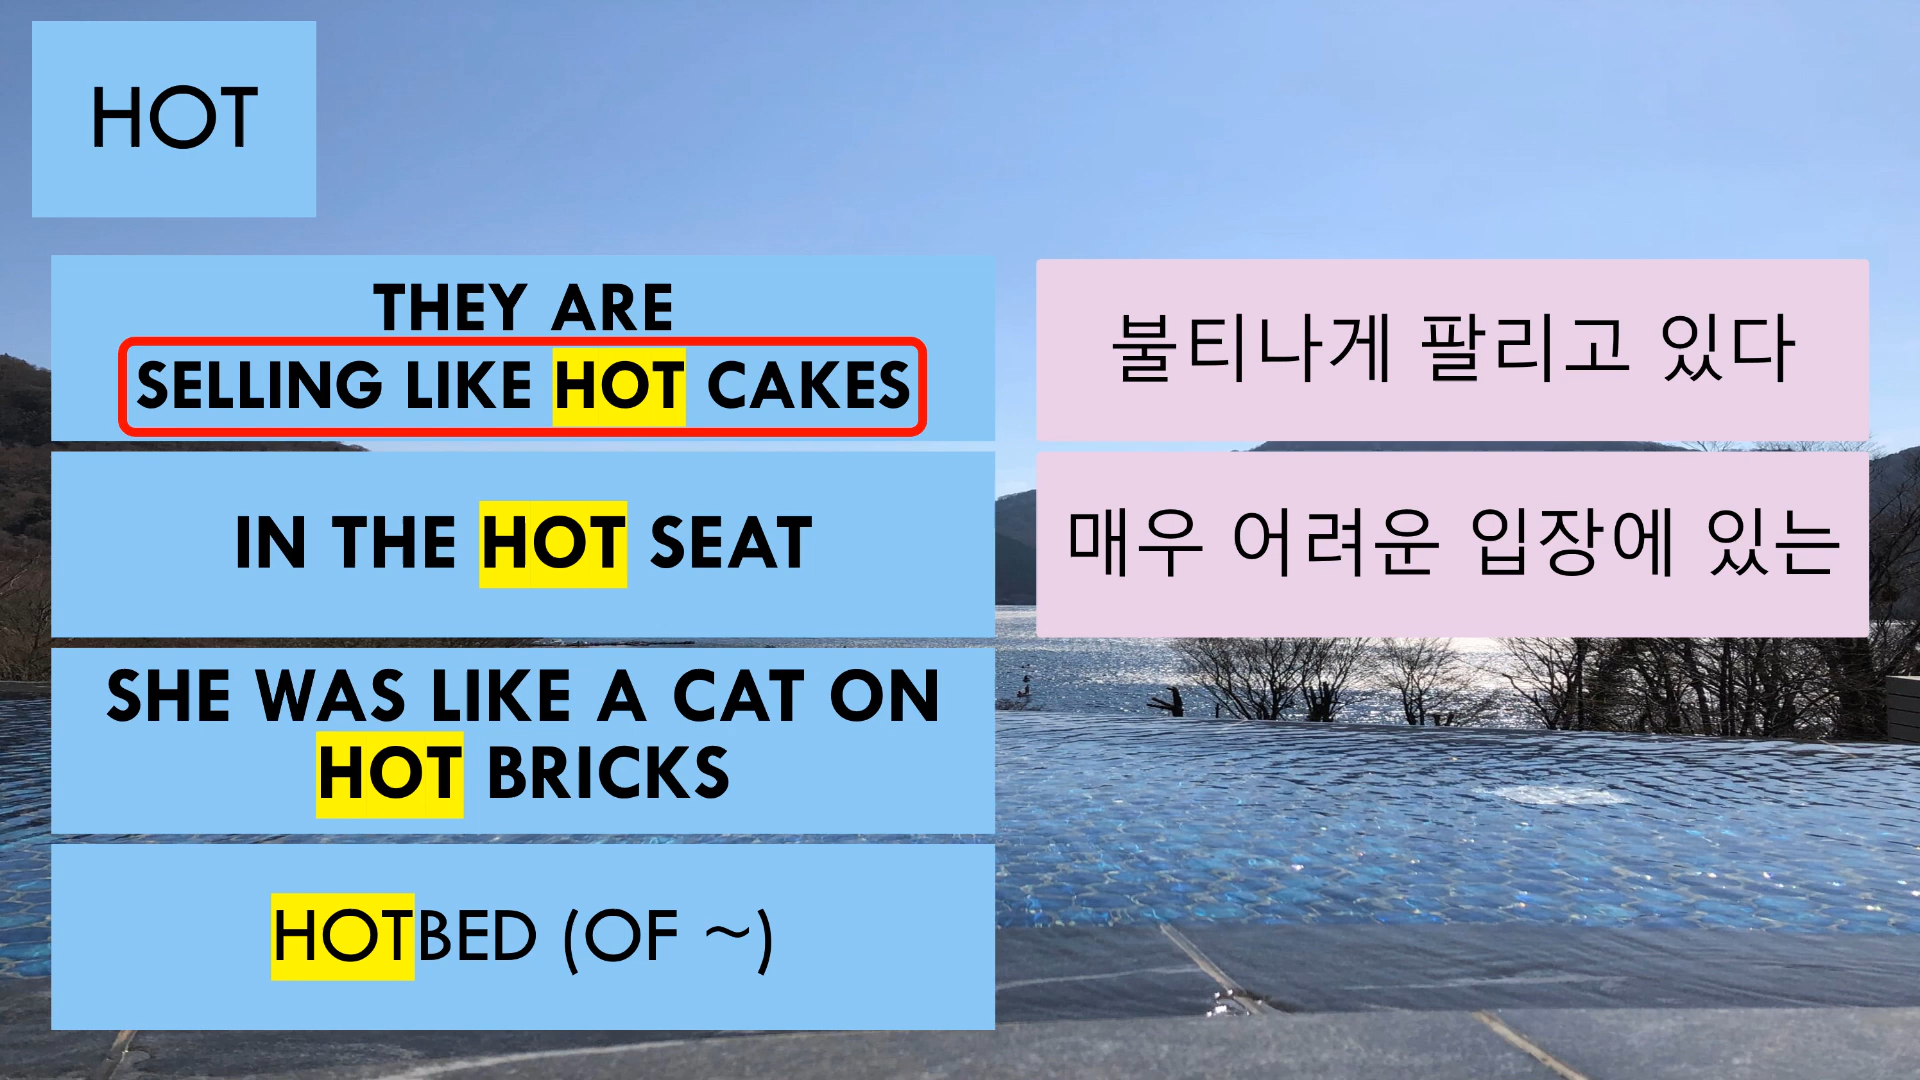 HOT
THEY ARE
SELLING LIKE HOT CAKES
불티나게 팔리고 있다
IN THE HOT SEAT
매우 어려운 입장에 있는
SHE WAS LIKE A CAT ON
HOT BRICKS
HOTBED (OF ~)